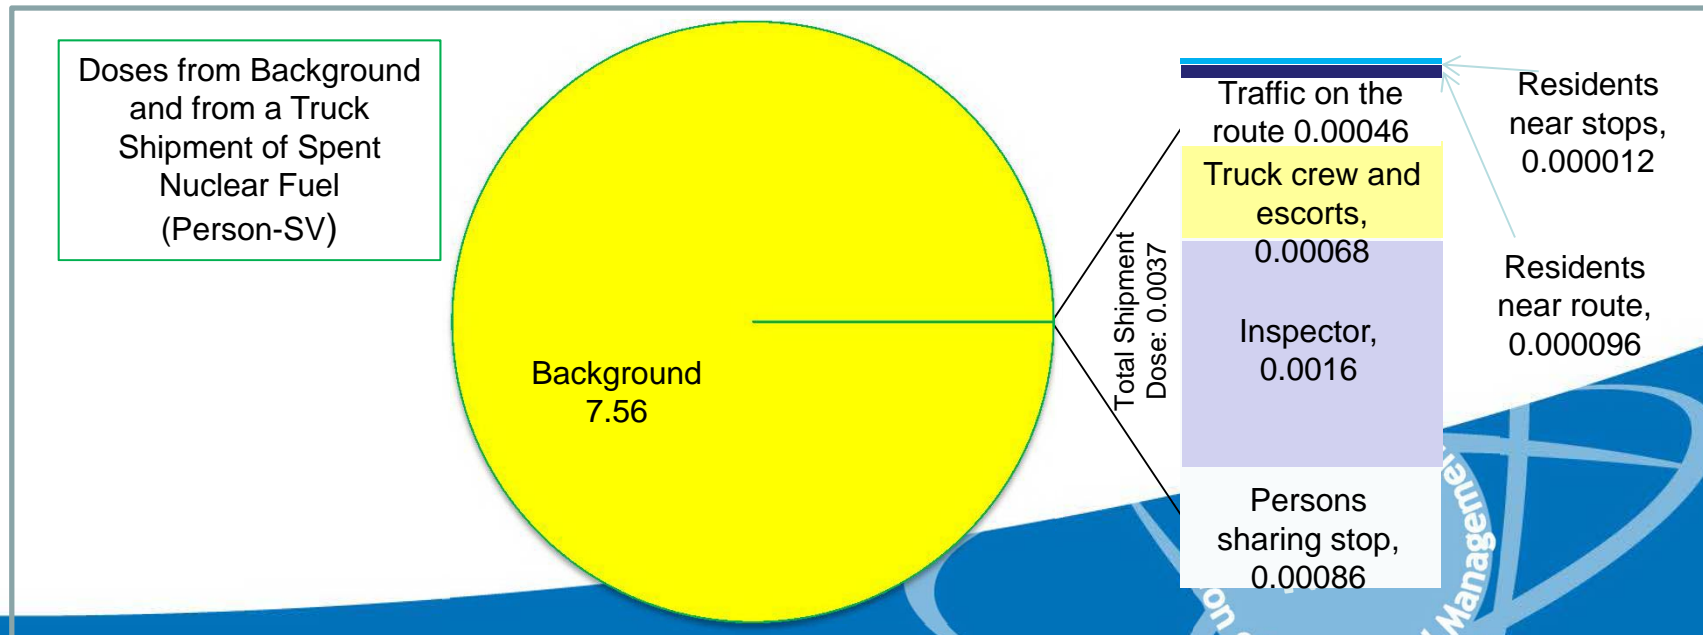 Doses from Background
and from a Truck
Shipment of Spent
Nuclear Fuel
(Person-SV)
Background
7.56
Total Shipment
Dose: 0.0037
Traffic on the
route 0.00046
Truck crew and
escorts,
0.00068
Inspector,
0.0016
Persons
sharing stop,
0.00086
Residents
near stops,
0.000012
Residents
near route,
0.000096